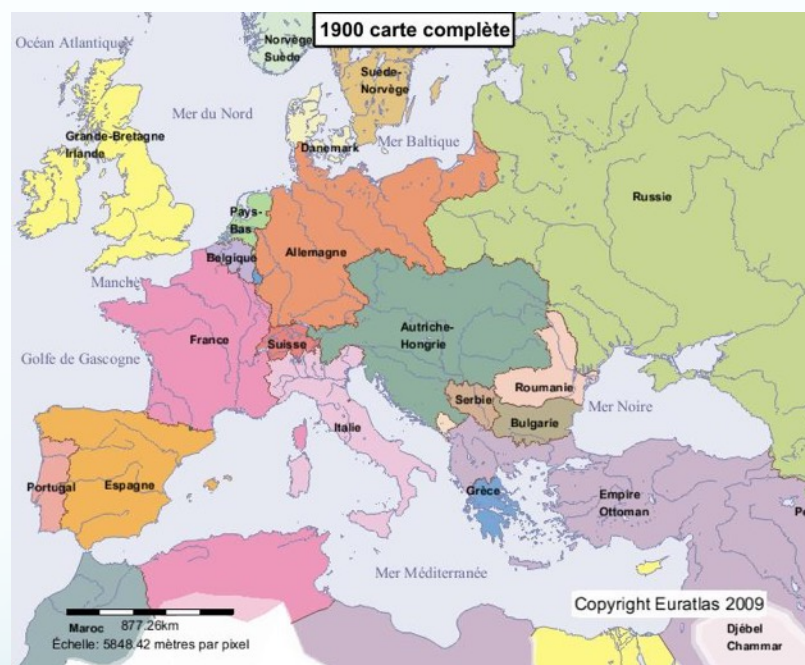 1900 carte complète
Océan Atlantique
Norvège
Suède
Suède-
Norvège
Mer du Nord
Grande-Bretagne
Irlande
Danemark
Mer Baltique
Russie
Pays-
Bas
Allemagne
Belgique
Manche
France
Autriche-
Hongrie
Suisse
Golfe de Gascogne
Roumanie
Serbie
Mer Noire
Bulgarie
Italie
Portugal
Espagne
Grèce
Empire
Ottoman
Mer Méditerranée
Copyright Euratlas 2009
Maroc
877.26km
Échelle: 5848.42 mètres par pixel
Djébel
Chammar